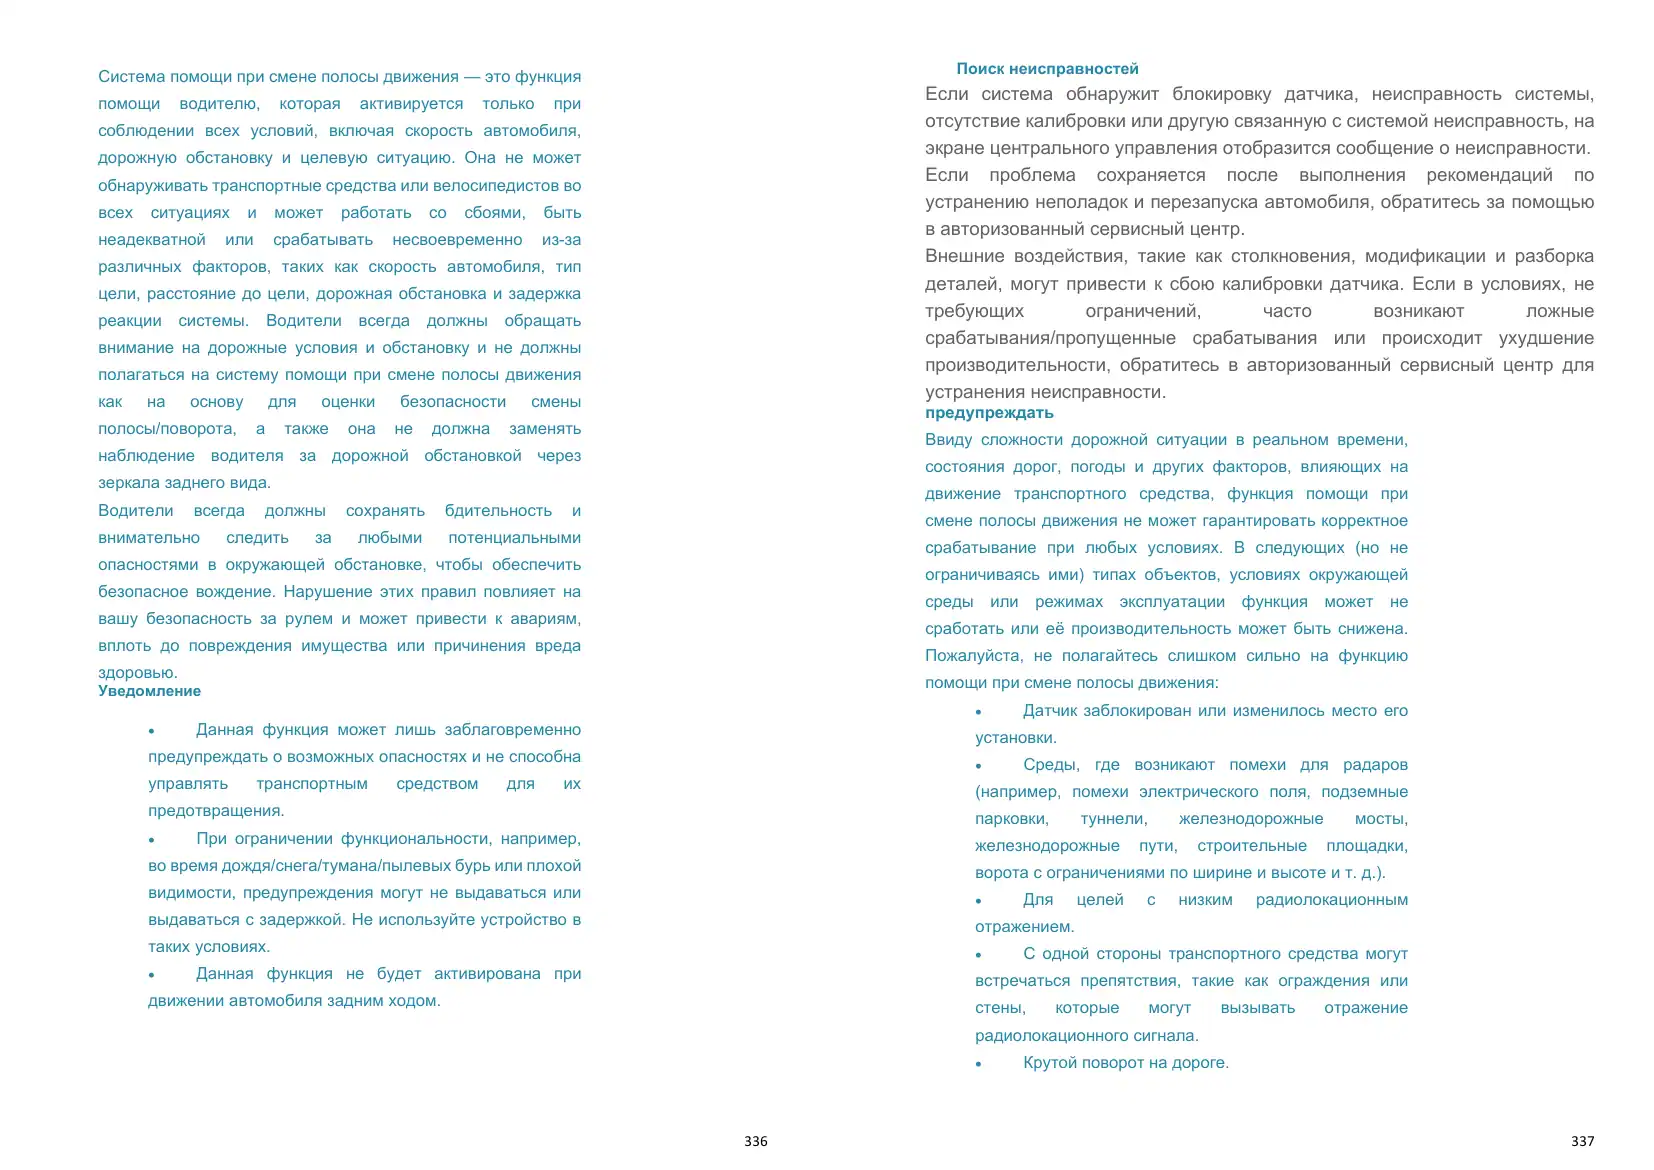 Система помощи при смене полосы движения — это функция
помощи водителю, которая активируется только при
соблюдении всех условий, включая скорость автомобиля,
дорожную обстановку и целевую ситуацию. Она не может
обнаруживать транспортные средства или велосипедистов во
всех ситуациях и может работать со сбоями, быть
неадекватной или срабатывать несвоевременно из-за
различных факторов, таких как скорость автомобиля, тип
цели, расстояние до цели, дорожная обстановка и задержка
реакции системы. Водители всегда должны обращать
внимание на дорожные условия и обстановку и не должны
полагаться на систему помощи при смене полосы движения
как на основу для оценки безопасности смены
полосы/поворота, а также она не должна заменять
наблюдение водителя за дорожной обстановкой через
зеркала заднего вида.
Водители всегда должны сохранять бдительность и
внимательно следить за любыми потенциальными
опасностями в окружающей обстановке, чтобы обеспечить
безопасное вождение. Нарушение этих правил повлияет на
вашу безопасность за рулем и может привести к авариям,
вплоть до повреждения имущества или причинения вреда
здоровью.
Уведомление
• Данная функция может лишь заблаговременно
предупреждать о возможных опасностях и не способна
управлять транспортным средством для их
предотвращения.
• При ограничении функциональности, например,
во время дождя/снега/тумана/пылевых бурь или плохой
видимости, предупреждения могут не выдаваться или
выдаваться с задержкой. Не используйте устройство в
таких условиях.
• Данная функция не будет активирована при
движении автомобиля задним ходом.
336
Поиск неисправностей
Если система обнаружит блокировку датчика, неисправность системы,
отсутствие калибровки или другую связанную с системой неисправность, на
экране центрального управления отобразится сообщение о неисправности.
Если проблема сохраняется после выполнения рекомендаций по
устранению неполадок и перезапуска автомобиля, обратитесь за помощью
в авторизованный сервисный центр.
Внешние воздействия, такие как столкновения, модификации и разборка
деталей, могут привести к сбою калибровки датчика. Если в условиях, не
требующих ограничений, часто возникают ложные
срабатывания/пропущенные срабатывания или происходит ухудшение
производительности, обратитесь в авторизованный сервисный центр для
устранения неисправности.
предупреждать
Ввиду сложности дорожной ситуации в реальном времени,
состояния дорог, погоды и других факторов, влияющих на
движение транспортного средства, функция помощи при
смене полосы движения не может гарантировать корректное
срабатывание при любых условиях. В следующих (но не
ограничиваясь ими) типах объектов, условиях окружающей
среды или режимах эксплуатации функция может не
сработать или её производительность может быть снижена.
Пожалуйста, не полагайтесь слишком сильно на функцию
помощи при смене полосы движения:
• Датчик заблокирован или изменилось место его
установки.
• Среды, где возникают помехи для радаров
(например, помехи электрического поля, подземные
парковки, туннели, железнодорожные мосты,
железнодорожные пути, строительные площадки,
ворота с ограничениями по ширине и высоте и т. д.).
• Для целей с низким радиолокационным
отражением.
• С одной стороны транспортного средства могут
встречаться препятствия, такие как ограждения или
стены, которые могут вызывать отражение
радиолокационного сигнала.
• Крутой поворот на дороге.
337